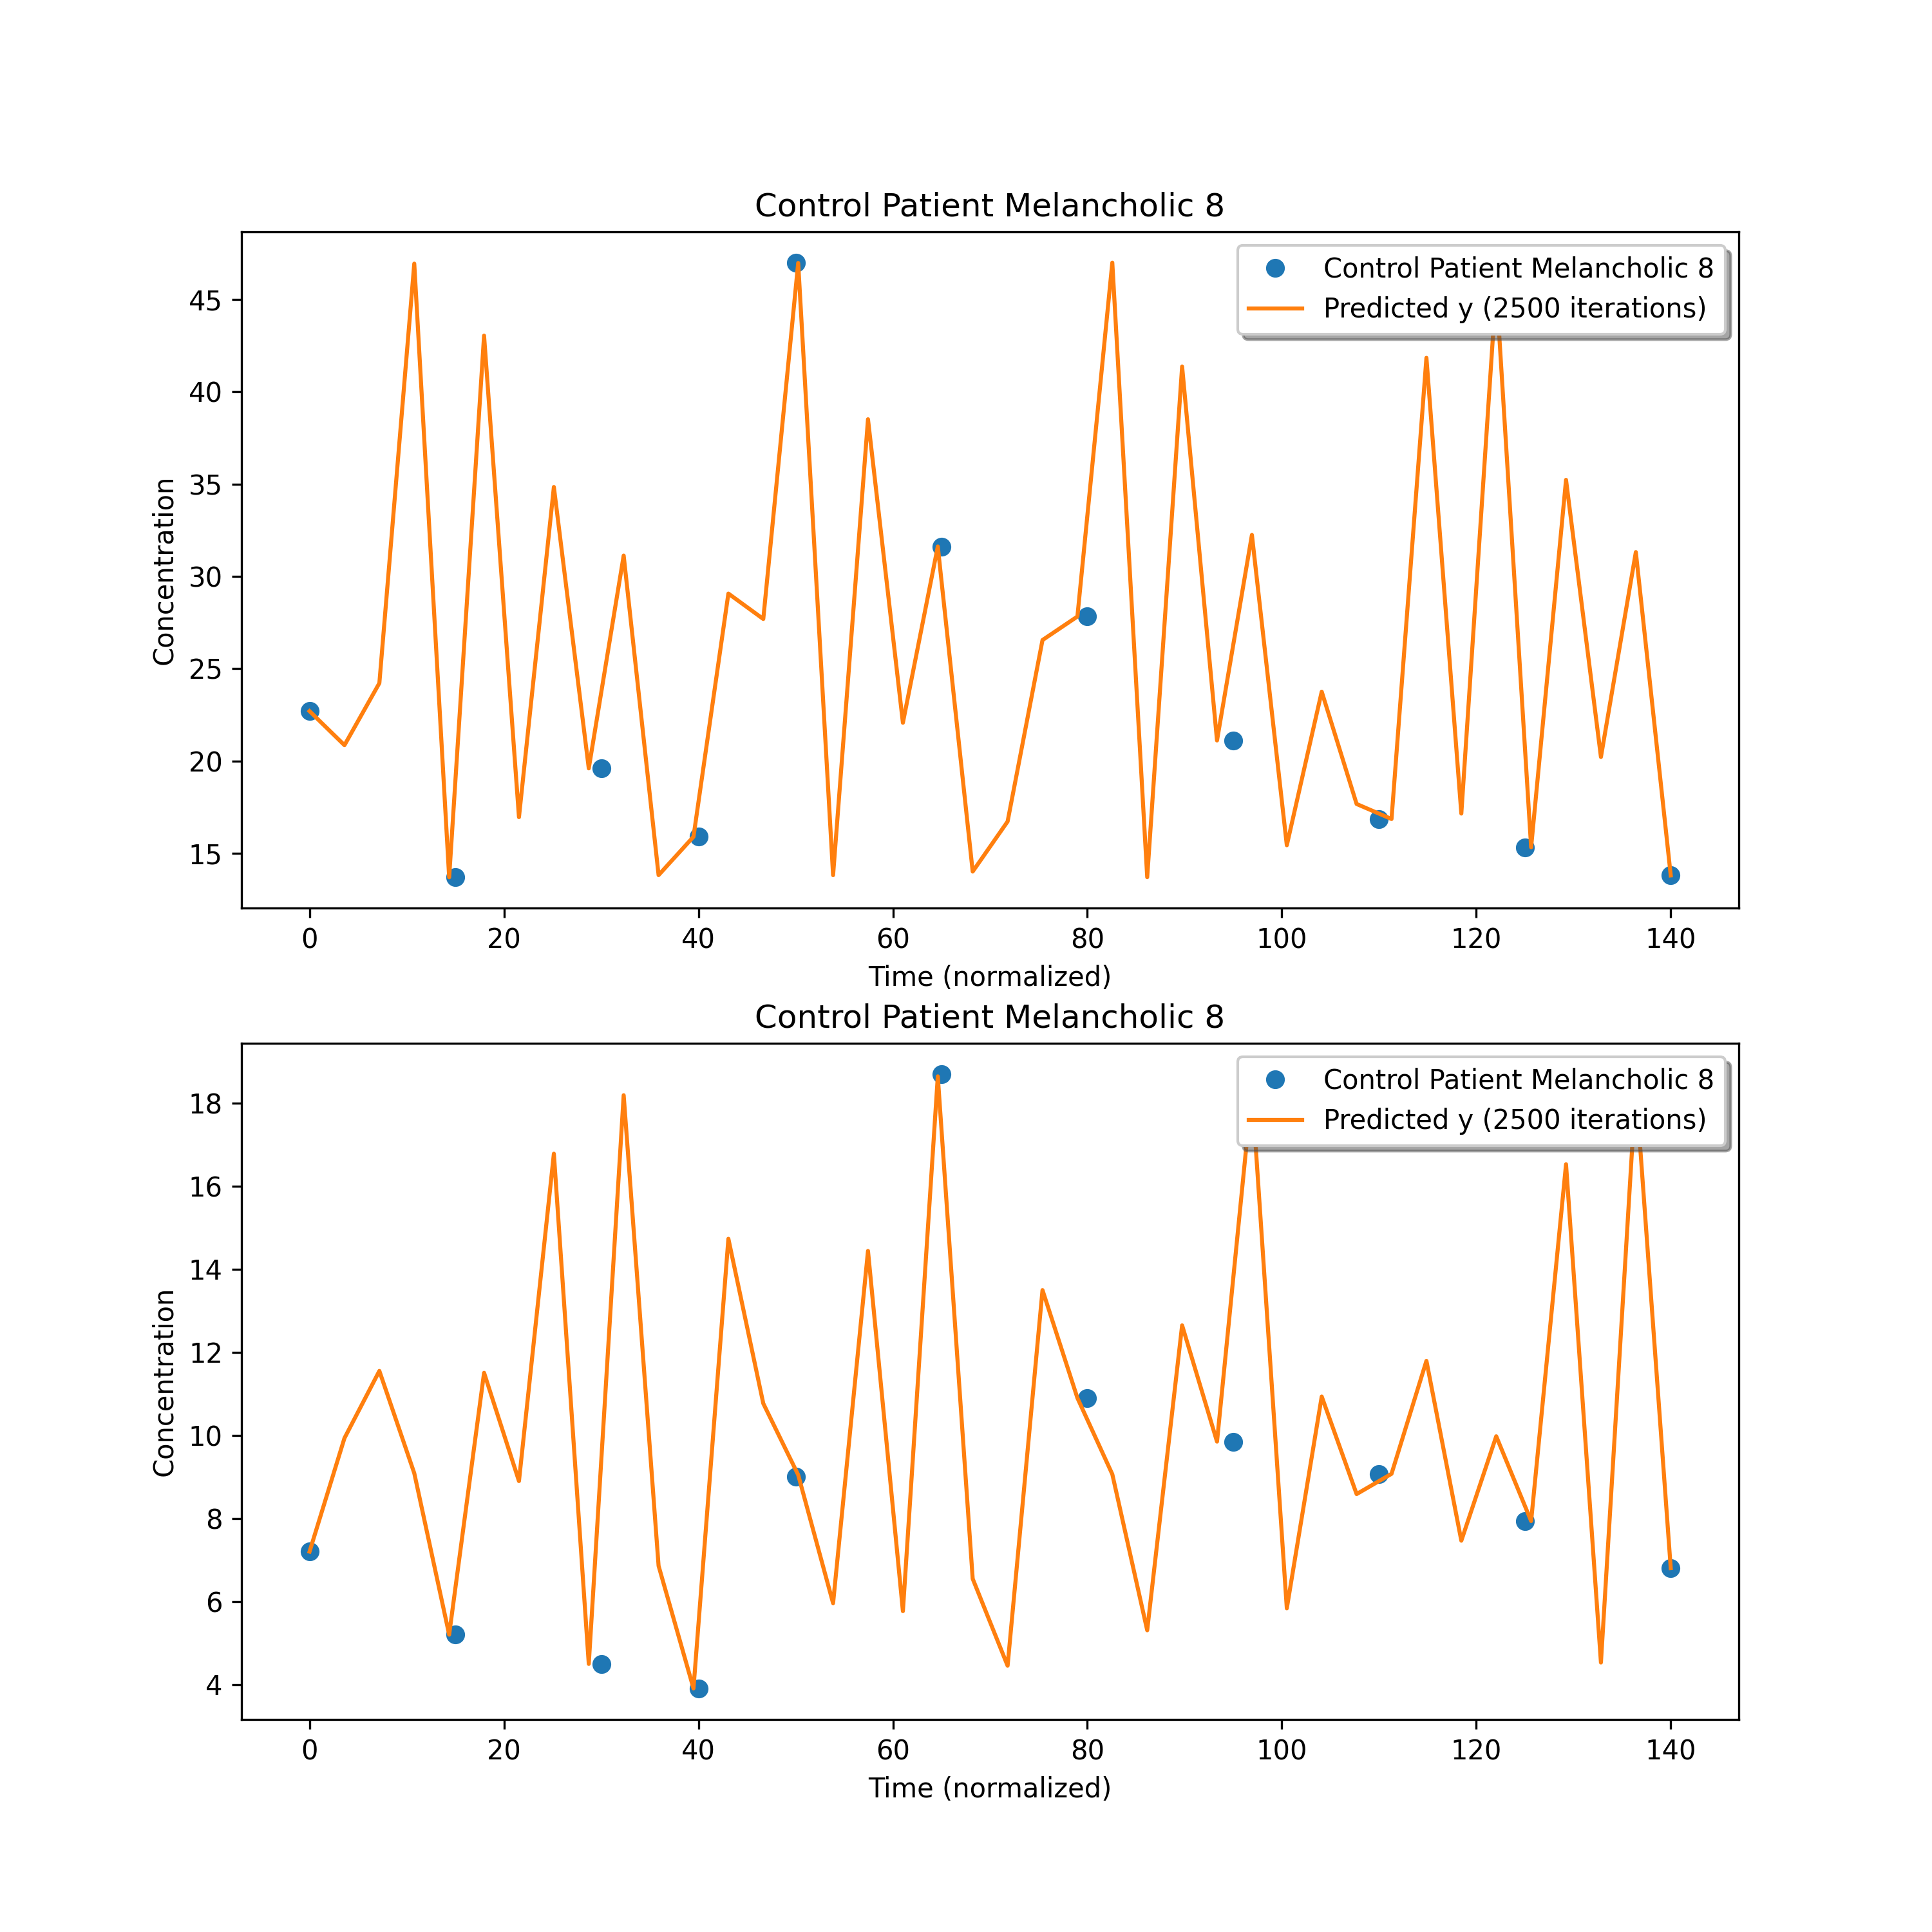 Control Patient Melancholic 8
Control Patient Melancholic 8
Predicted y (2500 iterations)
45
40
35
30
25
20
15
Concentration
0 20 40 60 80 100 120 140
Time (normalized)
Control Patient Melancholic 8
Control Patient Melancholic 8
Predicted y (2500 iterations)
18
16
14
12
10
8
6
4
Concentration
0 20 40 60 80 100 120 140
Time (normalized)